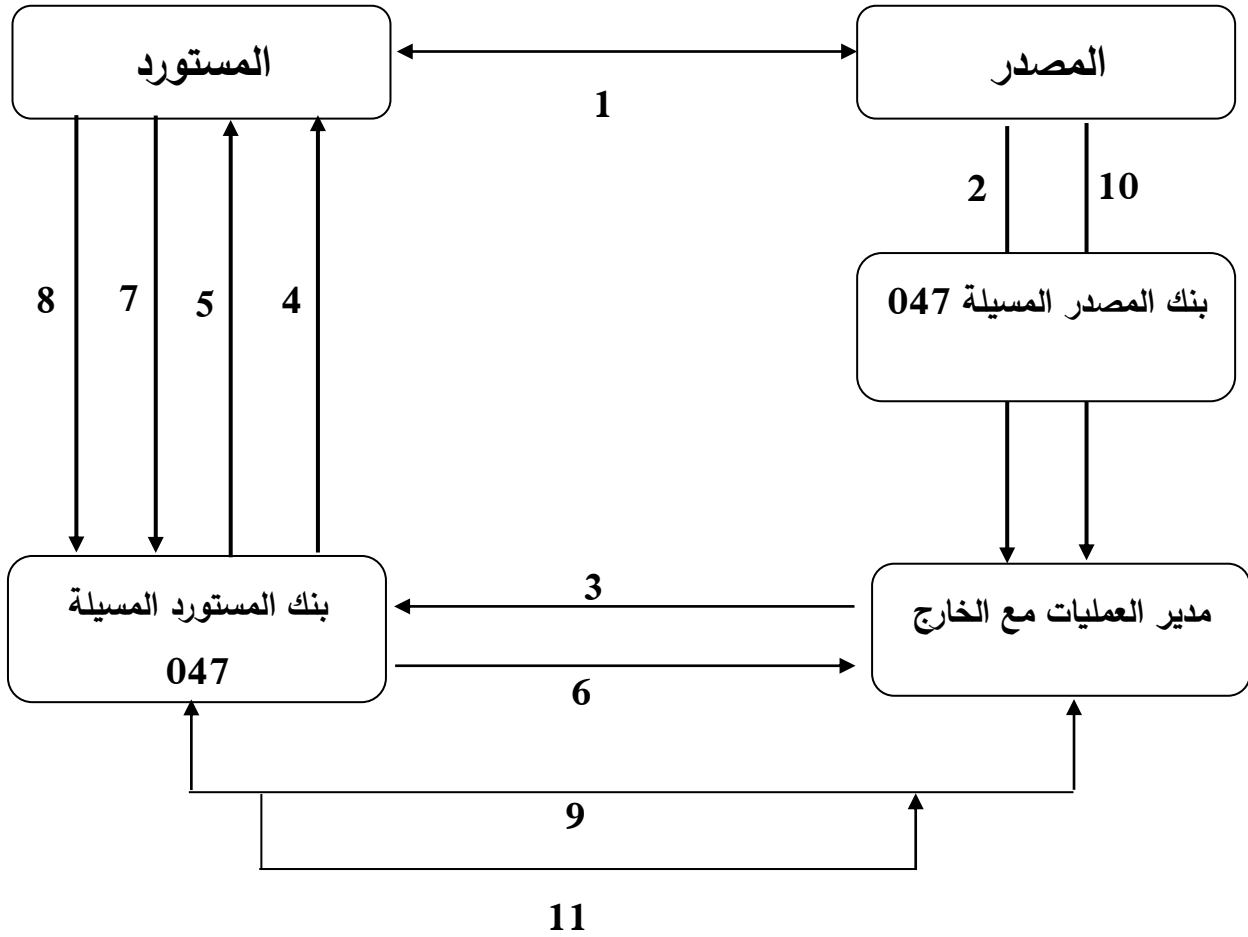 المصدر
المستورد
1
2
10
بنك المصدر المسيلة 047
8
7
5
4
3
مدير العمليات مع الخارج
بنك المستورد المسيلة
047
6
9
11